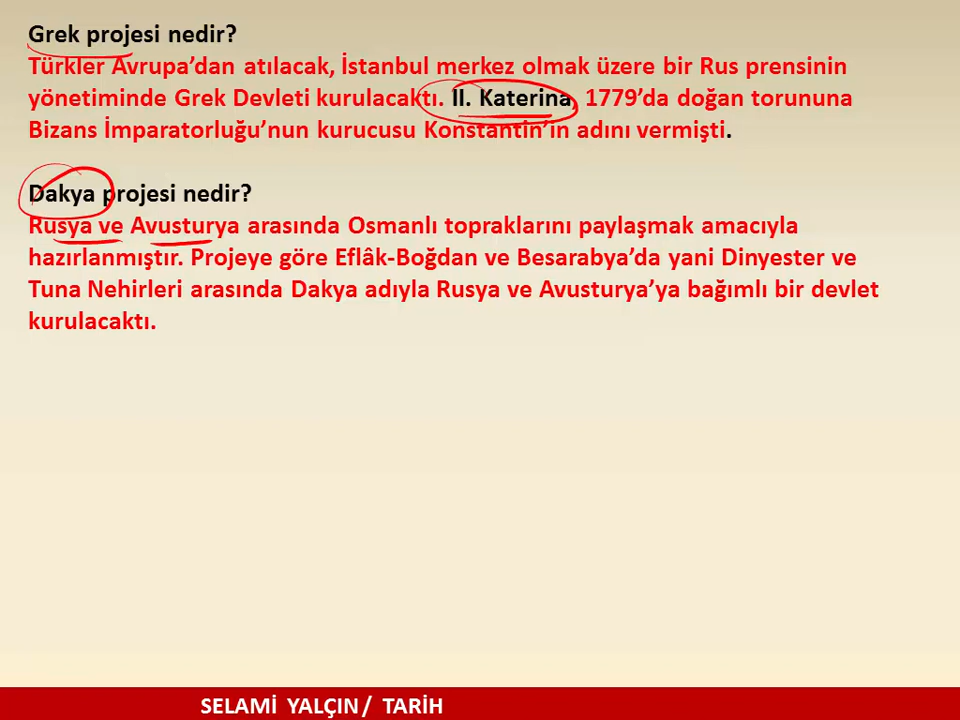 Grek projesi nedir?
Türkler Avrupa’dan atılacak, İstanbul merkez olmak üzere bir Rus prensinin
yönetiminde Grek Devleti kurulacaktı. II. Katerina, 1779’da doğan torununa
Bizans İmparatorluğu’nun kurucusu Konstantin’in adını vermişti.
Dakya projesi nedir?
Rusya ve Avusturya arasında Osmanlı topraklarını paylaşmak amacıyla
hazırlanmıştır. Projeye göre Eflâk-Boğdan ve Besarabya’da yani Dinyester ve
Tuna Nehirleri arasında Dakya adıyla Rusya ve Avusturya’ya bağımlı bir devlet
kurulacaktı.
SELAMİ YALÇIN / TARİH